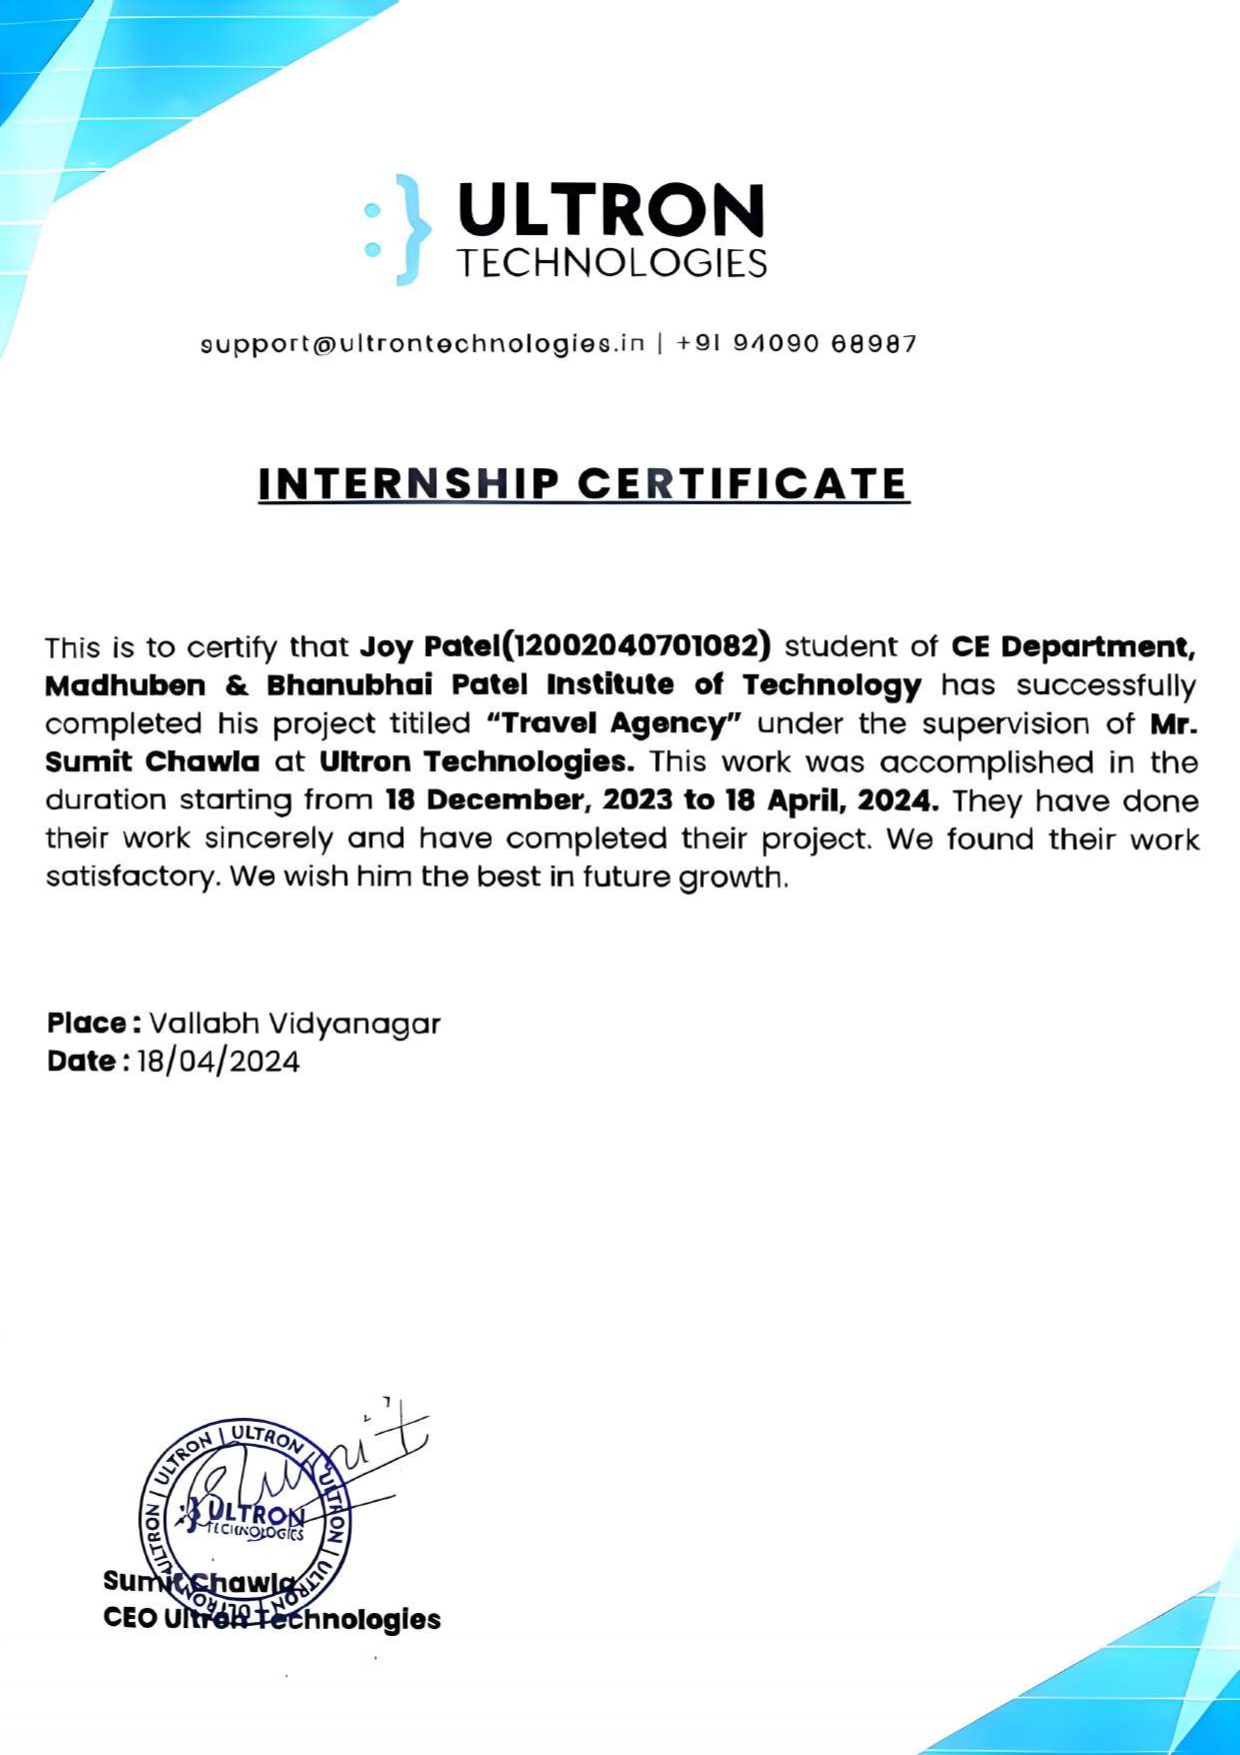 ULTRON
TECHNOLOGIES
support@ultrontechnologies.in | +91 94090 68987
INTERNSHIP CERTIFICATE
This is to certify that Joy Patel(12002040701082) student of CE Department,
Madhuben & Bhanubhai Patel Institute of Technology has successfully
completed his project titiled “Travel Agency” under the supervision of Mr.
Sumit Chawla at Ultron Technologies. This work was accomplished in the
duration starting from 18 December, 2023 to 18 April, 2024. They have done
their work sincerely and have completed their project. We found their work
satisfactory. We wish him the best in future growth.
Place : Vallabh Vidyanagar
Date : 18/04/2024
Sumit
ULTRON | ULTRON | ULTRON | ULTRON | ULTRON | ULTRON | ULTRON
ULTRON
TECHNOLOGIES
Sumit Chawla
CEO Ultron Technologies